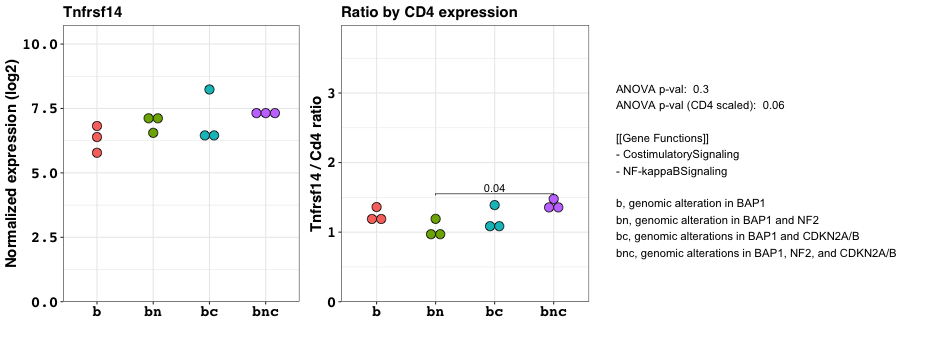 Tnfrsf14
Normalized expression (log2)
10.0
7.5
5.0
2.5
0.0
b bn bc bnc
Ratio by CD4 expression
Tnfrsf14 / Cd4 ratio
3
2
1
0
0.04
b bn bc bnc
ANOVA p-val: 0.3
ANOVA p-val (CD4 scaled): 0.06
[[Gene Functions]]
- CostimulatorySignaling
- NF-kappaBSignaling
b, genomic alteration in BAP1
bn, genomic alteration in BAP1 and NF2
bc, genomic alterations in BAP1 and CDKN2A/B
bnc, genomic alterations in BAP1, NF2, and CDKN2A/B